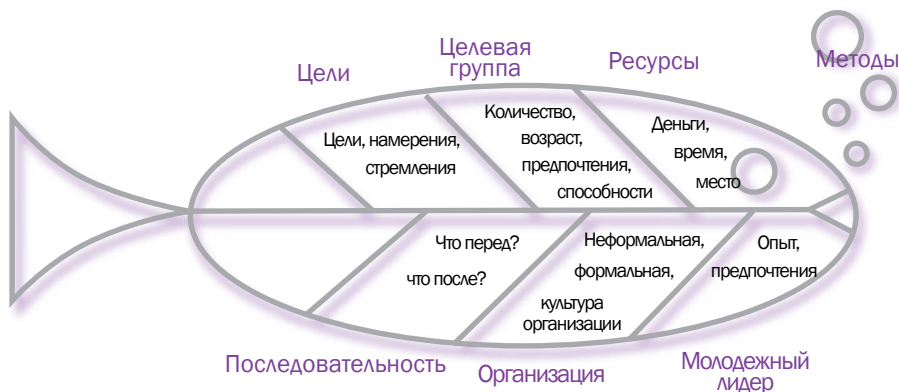 Цели
Целевая
группа
Ресурсы
Методы
Цели, намерения,
стремления
Количество,
возраст,
предпочтения,
способности
Деньги,
время,
место
Что перед?
что после?
Неформальная,
формальная,
культура
организации
Опыт,
предпочтения
Последовательность
Организация
Молодежный
лидер